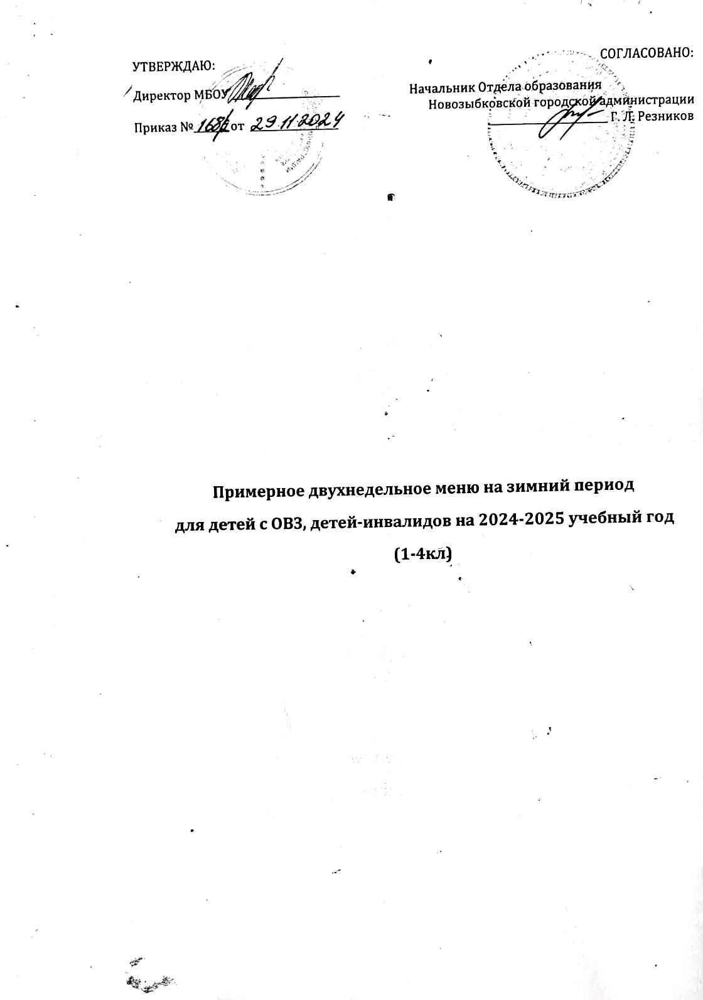 УТВЕРЖДАЮ:
Директор МБОУ
Приказ № от 29.11.2024
СОГЛАСОВАНО:
Начальник Отдела образования
Новозыбковской городской администрации
Г. Л. Резников
Примерное двухнедельное меню на зимний период
для детей с ОВЗ, детей-инвалидов на 2024-2025 учебный год
(1-4кл)